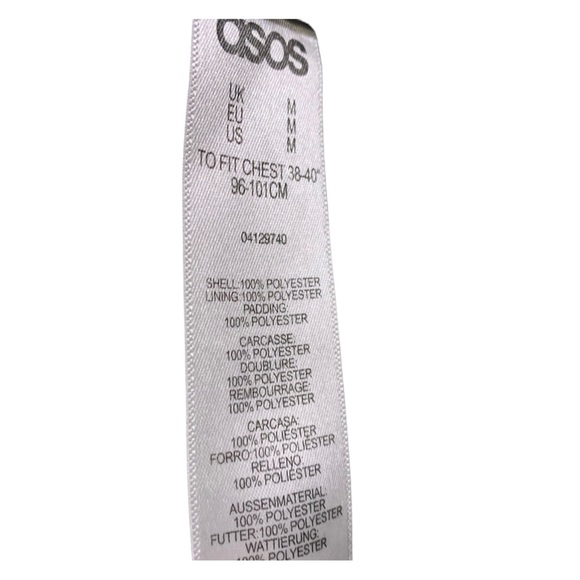 asos
UK M
EU M
US M
TO FIT CHEST 38-40"
96-101CM
04129740
SHELL:100% POLYESTER
LINING:100% POLYESTER
PADDING:
100% POLYESTER
CARCASSE:
100% POLYESTER
DOUBLURE:
100% POLYESTER
REMBOURRAGE:
100% POLYESTER
CARCASA:
100% POLIÉSTER
FORRO:100% POLIÉSTER
RELLENO:
100% POLIÉSTER
AUSSENMATERIAL:
100% POLYESTER
FUTTER:100% POLYESTER
WATTIERUNG:
100% POLYESTER